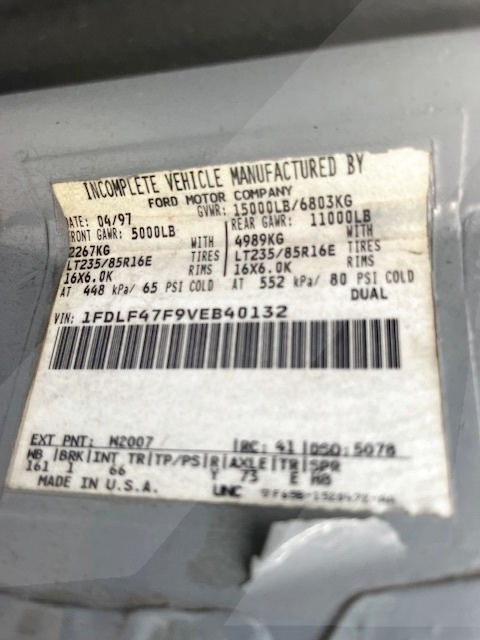 INCOMPLETE VEHICLE MANUFACTURED BY
FORD MOTOR COMPANY
DATE: 04/97 GVWR: 15000LB/6803KG
FRONT GAWR: 5000LB REAR GAWR: 11000LB
2267KG WITH 4989KG WITH
LT235/85R16E TIRES LT235/85R16E TIRES
16X6.0K RIMS 16X6.0K RIMS
AT 448 kPa/ 65 PSI COLD AT 552 kPa/ 80 PSI COLD
DUAL
VIN: 1FDLF47F9VEB40132
EXT PNT: RC: 41 DSO: 5078
WB BRK INT TR TP/PS R AXLE TR SPR
161 1 66 Y 73 E
MADE IN U.S.A. UNC